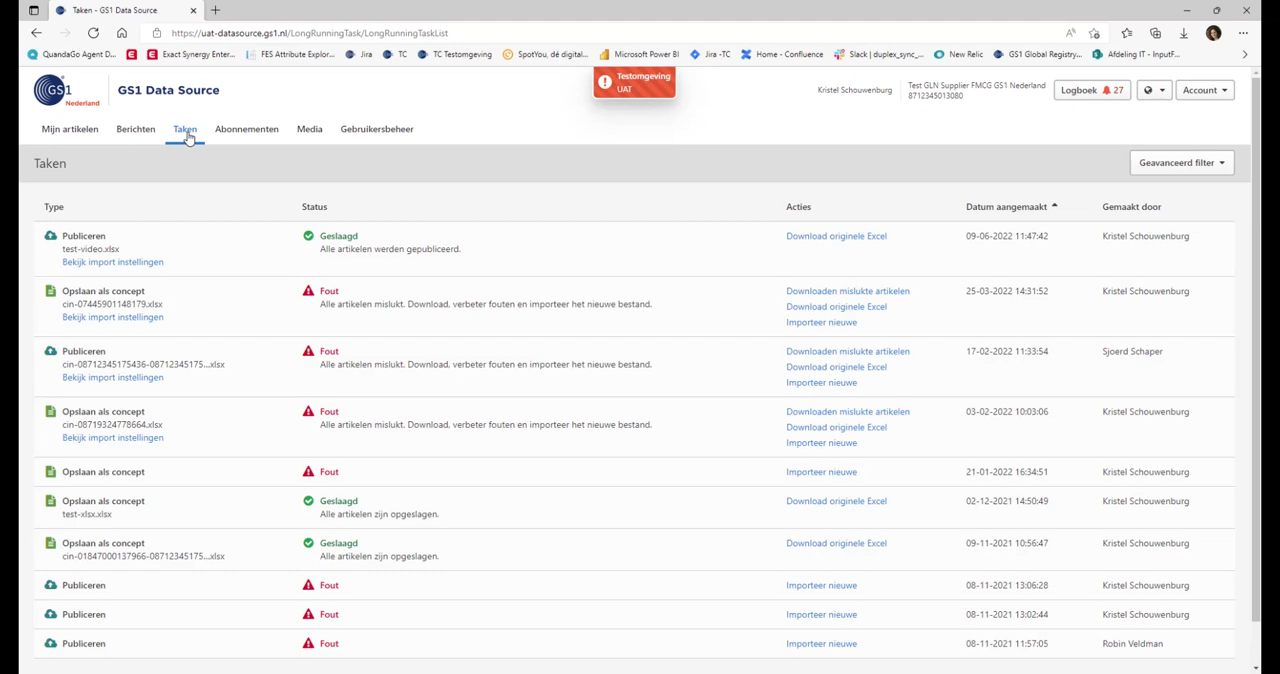 Taken - GS1 Data Source
https://uat-datasource.gs1.nl/LongRunningTask/LongRunningTaskList
QuandaGo Agent D... Exact Synergy Enter... FES Attribute Explor... Jira TC TC Testomgeving SpotYou, dé digital... Microsoft Power BI Jira -TC Home - Confluence Slack | duplex_sync_... New Relic GS1 Global Registry... Afdeling IT - InputF...
GS1 Nederland
GS1 Data Source
Testomgeving
UAT
Kristel Schouwenburg
Test GLN Supplier FMCG GS1 Nederland
8712345013080
Logboek 27
Account
Mijn artikelen Berichten Taken Abonnementen Media Gebruikersbeheer
Taken
Geavanceerd filter
Type Status Acties Datum aangemaakt Gemaakt door
Publiceren Geslaagd Download originele Excel 09-06-2022 11:47:42 Kristel Schouwenburg
test-video.xlsx Alle artikelen werden gepubliceerd.
Bekijk import instellingen
Opslaan als concept Fout Downloaden mislukte artikelen 25-03-2022 14:31:52 Kristel Schouwenburg
cin-07445901148179.xlsx Alle artikelen mislukt. Download, verbeter fouten en importeer het nieuwe bestand. Download originele Excel
Bekijk import instellingen Importeer nieuwe
Publiceren Fout Downloaden mislukte artikelen 17-02-2022 11:33:54 Sjoerd Schaper
cin-08712345175436-08712345175...xlsx Alle artikelen mislukt. Download, verbeter fouten en importeer het nieuwe bestand. Download originele Excel
Bekijk import instellingen Importeer nieuwe
Opslaan als concept Fout Downloaden mislukte artikelen 03-02-2022 10:03:06 Kristel Schouwenburg
cin-08719324778664.xlsx Alle artikelen mislukt. Download, verbeter fouten en importeer het nieuwe bestand. Download originele Excel
Bekijk import instellingen Importeer nieuwe
Opslaan als concept Fout Importeer nieuwe 21-01-2022 16:34:51 Kristel Schouwenburg
Opslaan als concept Geslaagd Download originele Excel 02-12-2021 14:50:49 Kristel Schouwenburg
test-xlsx.xlsx Alle artikelen zijn opgeslagen.
Opslaan als concept Geslaagd Download originele Excel 09-11-2021 10:56:47 Kristel Schouwenburg
cin-01847000137966-08712345175...xlsx Alle artikelen zijn opgeslagen.
Publiceren Fout Importeer nieuwe 08-11-2021 13:06:28 Kristel Schouwenburg
Publiceren Fout Importeer nieuwe 08-11-2021 13:02:44 Kristel Schouwenburg
Publiceren Fout Importeer nieuwe 08-11-2021 11:57:05 Robin Veldman